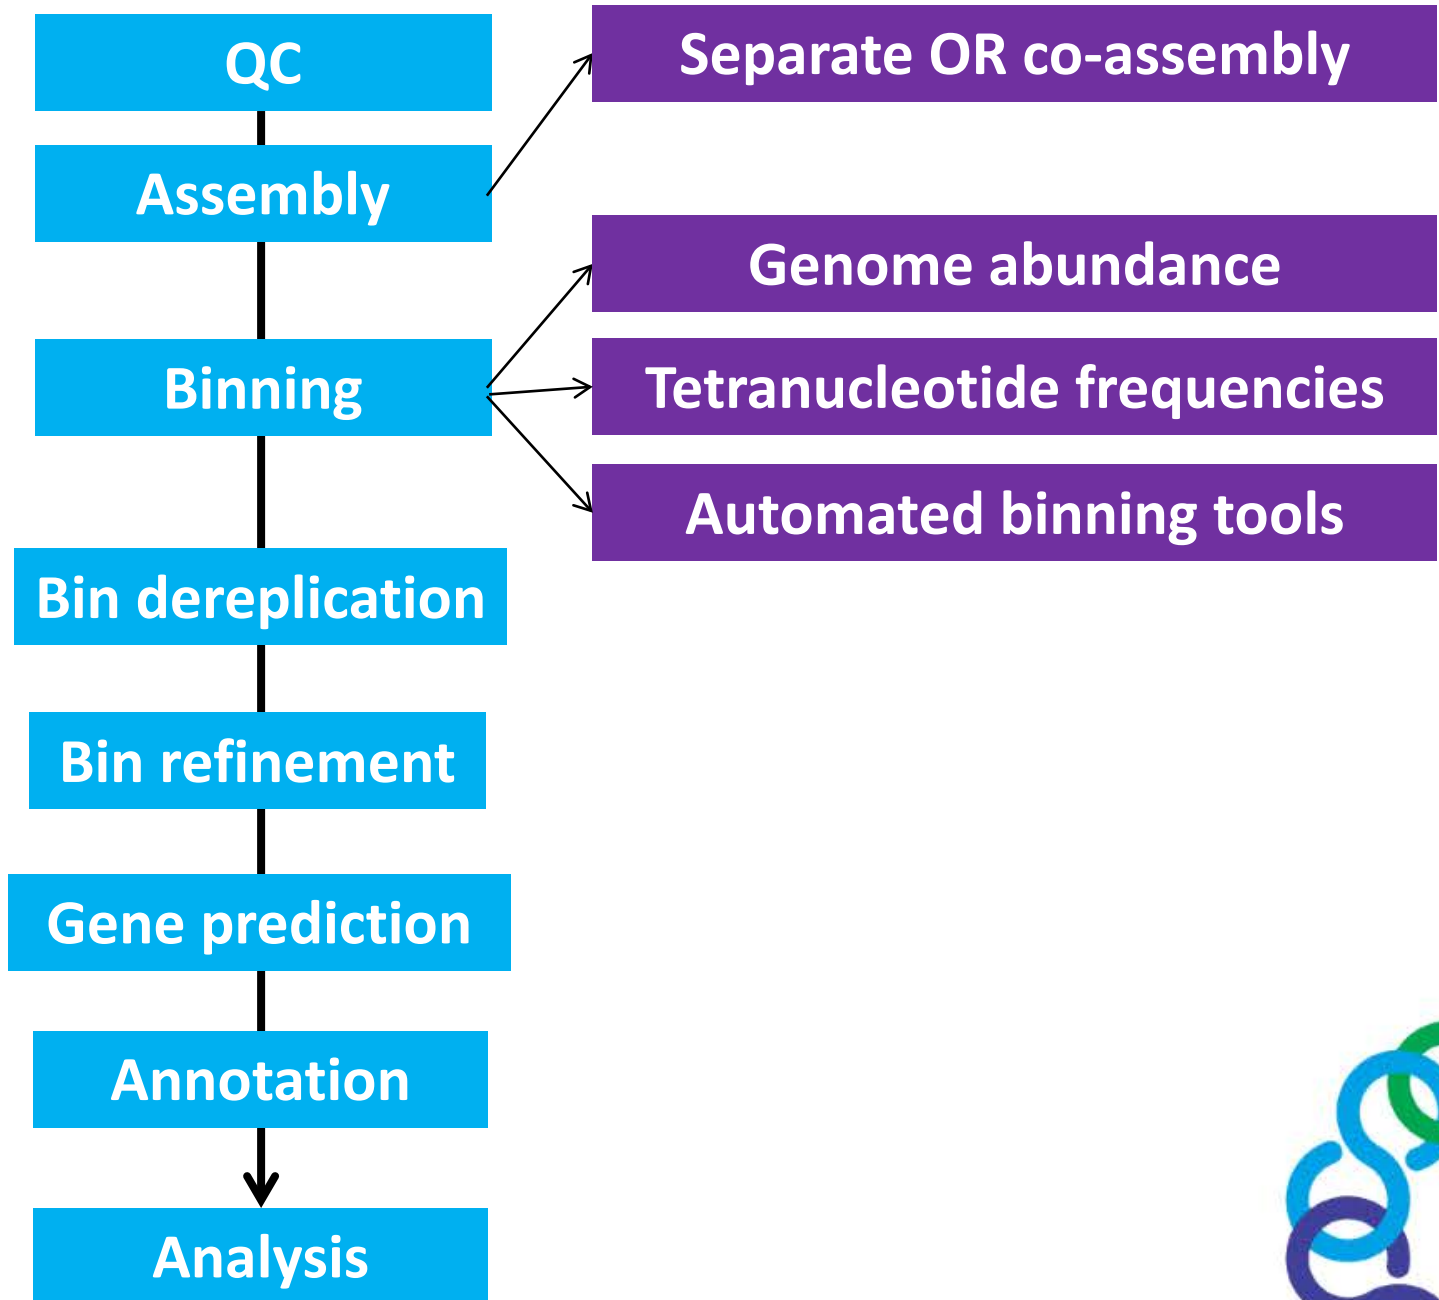 QC
Separate OR co-assembly
Assembly
Genome abundance
Binning
Tetranucleotide frequencies
Automated binning tools
Bin dereplication
Bin refinement
Gene prediction
Annotation
Analysis